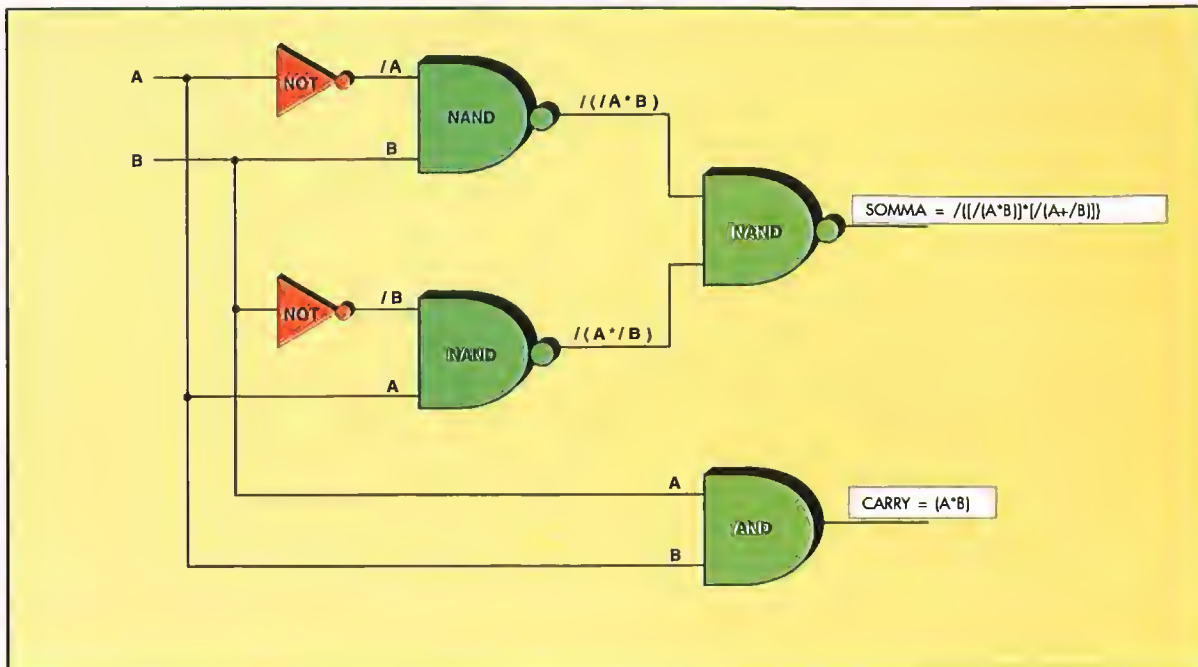 A
NOT
/A
NAND
/(/A*B)
B
B
NAND
SOMMA = /{[/(A*B)]*[/(A+/B)]}
NOT
/B
NAND
/(A*/B)
A
A
AND
CARRY = (A*B)
B